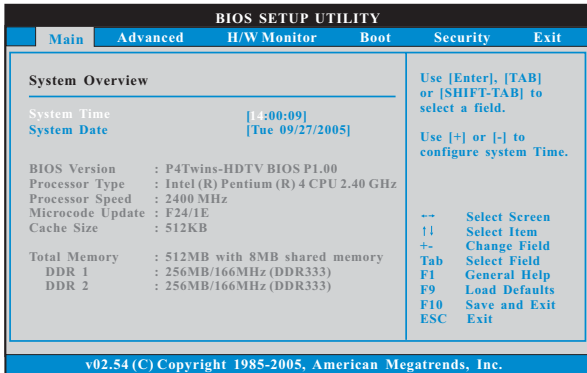 BIOS SETUP UTILITY
Main Advanced H/W Monitor Boot Security Exit
System Overview
System Time [14:00:09]
System Date [Tue 09/27/2005]
BIOS Version : P4Twins-HDTV BIOS P1.00
Processor Type : Intel (R) Pentium (R) 4 CPU 2.40 GHz
Processor Speed : 2400 MHz
Microcode Update : F24/1E
Cache Size : 512KB
Total Memory : 512MB with 8MB shared memory
DDR 1 : 256MB/166MHz (DDR333)
DDR 2 : 256MB/166MHz (DDR333)
Use [Enter], [TAB]
or [SHIFT-TAB] to
select a field.
Use [+] or [-] to
configure system Time.
←→ Select Screen
↑↓ Select Item
+- Change Field
Tab Select Field
F1 General Help
F9 Load Defaults
F10 Save and Exit
ESC Exit
v02.54 (C) Copyright 1985-2005, American Megatrends, Inc.